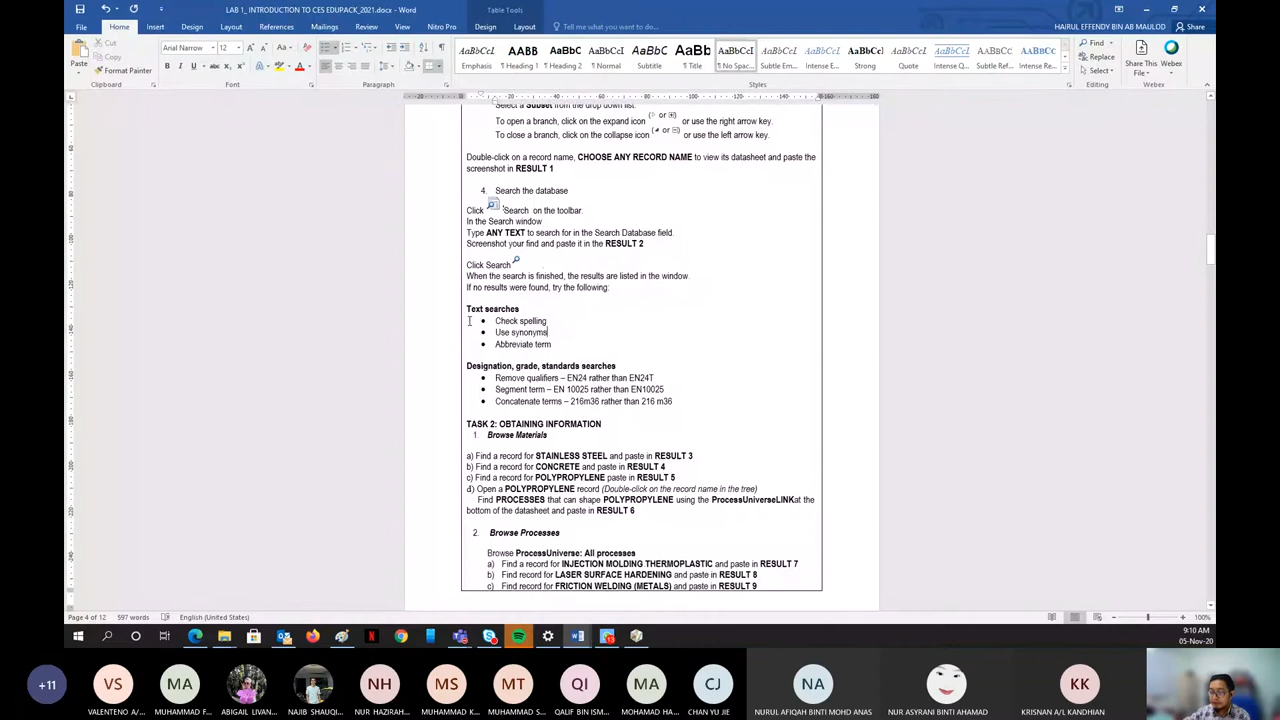 LAB 1_ INTRODUCTION TO CES EDUPACK_2021.docx - Word
Table Tools
HAIRUL EFFENDY BIN AB MAULOD
Share
File
Home
Insert
Draw
Design
Layout
References
Mailings
Review
View
Nitro Pro
Design
Layout
Tell me what you want to do...
Paste
Cut
Copy
Format Painter
Arial Narrow
12
AaBbCcL
AABB
AaBbC
AaBbCcI
AaBbC
AaBb
AaBbCcI
AaBbCcL
AaBbCcL
AaBbCcI
AaBbCcL
AaBbCcL
AABBCC
AABBCC
Emphasis
¶ Heading 1
¶ Heading 2
¶ Normal
Subtitle
¶ Title
¶ No Spac...
Subtle Em...
Intense E...
Strong
Quote
Intense Q...
Subtle Ref...
Intense Re...
Find
Replace
Select
Share This File
Webex
Clipboard
Font
Paragraph
Styles
Editing
Webex
Select a Subset from the drop down list.
To open a branch, click on the expand icon or use the right arrow key.
To close a branch, click on the collapse icon or use the left arrow key.
Double-click on a record name, CHOOSE ANY RECORD NAME to view its datasheet and paste the
screenshot in RESULT 1
4. Search the database
Click Search on the toolbar.
In the Search window
Type ANY TEXT to search for in the Search Database field.
Screenshot your find and paste it in the RESULT 2
Click Search
When the search is finished, the results are listed in the window.
If no results were found, try the following:
Text searches
• Check spelling
• Use synonyms
• Abbreviate term
Designation, grade, standards searches
• Remove qualifiers – EN24 rather than EN24T
• Segment term – EN 10025 rather than EN10025
• Concatenate terms – 216m36 rather than 216 m36
TASK 2: OBTAINING INFORMATION
1. Browse Materials
a) Find a record for STAINLESS STEEL and paste in RESULT 3
b) Find a record for CONCRETE and paste in RESULT 4
c) Find a record for POLYPROPYLENE paste in RESULT 5
d) Open a POLYPROPYLENE record (Double-click on the record name in the tree)
Find PROCESSES that can shape POLYPROPYLENE using the ProcessUniverseLINKat the
bottom of the datasheet and paste in RESULT 6
2. Browse Processes
Browse ProcessUniverse: All processes
a) Find a record for INJECTION MOLDING THERMOPLASTIC and paste in RESULT 7
b) Find record for LASER SURFACE HARDENING and paste in RESULT 8
c) Find record for FRICTION WELDING (METALS) and paste in RESULT 9
Page 4 of 12
597 words
English (United States)
100%
9:10 AM
05-Nov-20
+11
VS
MA
NH
MS
MT
QI
MA
CJ
NA
KK
VALENTENO A/...
MUHAMMAD F...
ABIGAIL LIVAN...
NAJIB SHAUQI...
NUR HAZIRAH...
MUHAMMAD K...
MUHAMMAD S...
QALIF BIN ISM...
MOHAMAD HA...
CHAN YU JIE
NURUL AFIQAH BINTI MOHD ANAS
NUR ASYRANI BINTI AHAMAD
KRISNAN A/L KANDHIAN